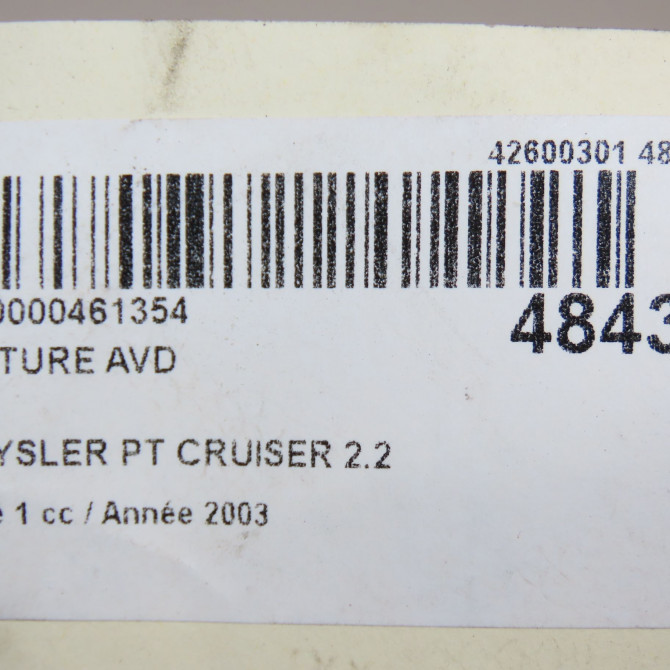 42600301 48
0000461354
4843
TURE AVD
YSLER PT CRUISER 2.2
e 1 cc / Année 2003